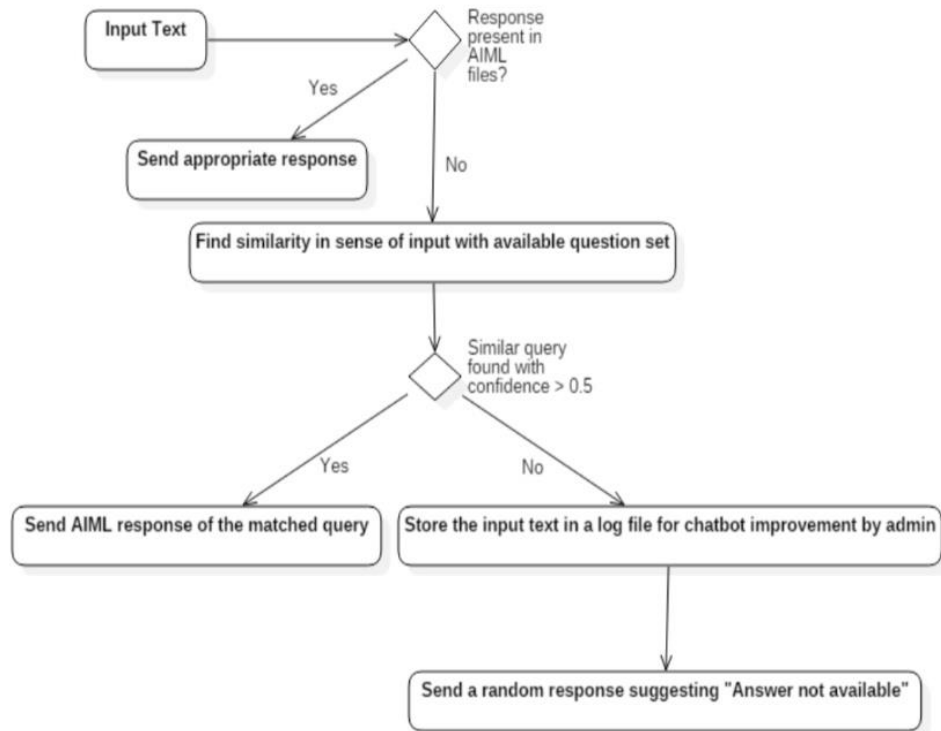 Input Text
Response
present in
AIML
files?
Yes
Send appropriate response
No
Find similarity in sense of input with available question set
Similar query
found with
confidence > 0.5
Yes
No
Send AIML response of the matched query
Store the input text in a log file for chatbot improvement by admin
Send a random response suggesting "Answer not available"